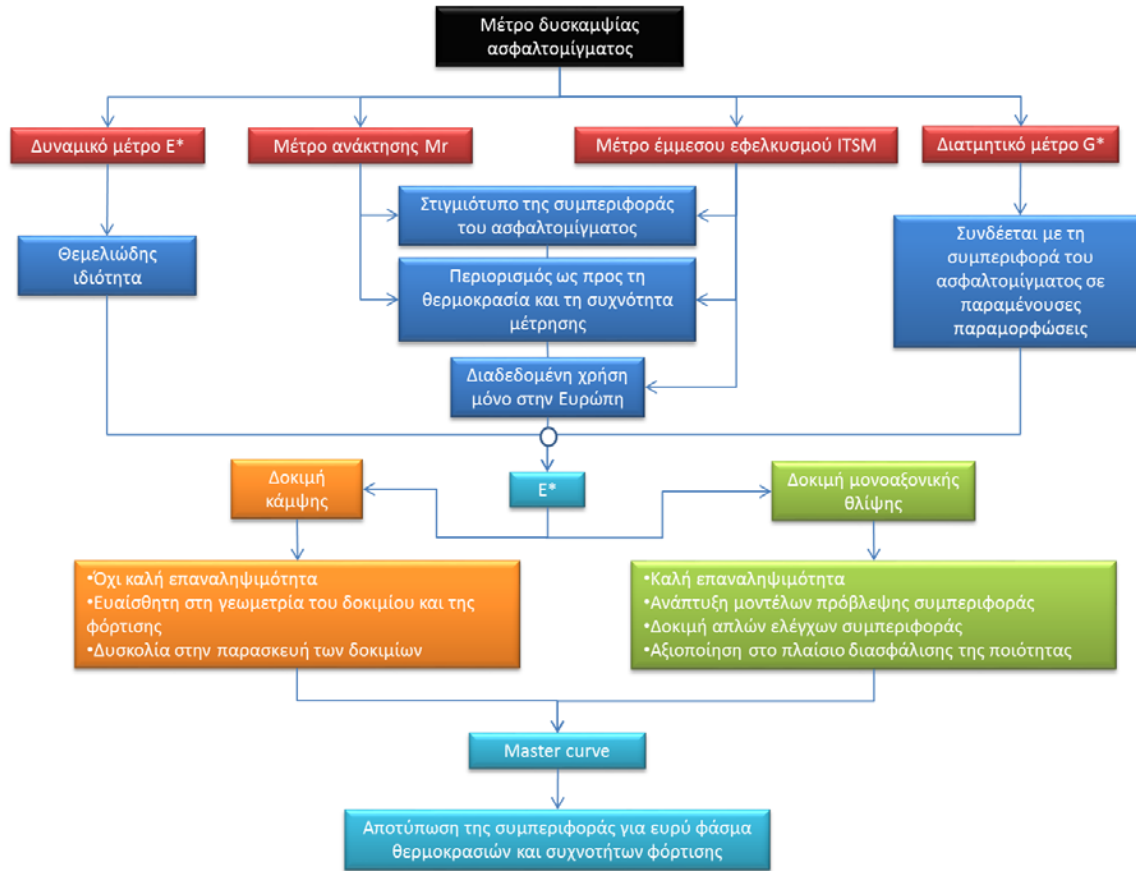 Μέτρο δυσκαμψίας
ασφαλτομίγματος
Δυναμικό μέτρο Ε*
Μέτρο ανάκτησης Mr
Μέτρο έμμεσου εφελκυσμού ITSM
Διατμητικό μέτρο G*
Θεμελιώδης
ιδιότητα
Στιγμιότυπο της συμπεριφοράς
του ασφαλτομίγματος
Περιορισμός ως προς τη
θερμοκρασία και τη συχνότητα
μέτρησης
Διαδεδομένη χρήση
μόνο στην Ευρώπη
Συνδέεται με τη
συμπεριφορά του
ασφαλτομίγματος σε
παραμένουσες
παραμορφώσεις
Δοκιμή
κάμψης
Ε*
Δοκιμή μονοαξονικής
θλίψης
•Όχι καλή επαναληψιμότητα
•Ευαίσθητη στη γεωμετρία του δοκιμίου και της
φόρτισης
•Δυσκολία στην παρασκευή των δοκιμίων
•Καλή επαναληψιμότητα
•Ανάπτυξη μοντέλων πρόβλεψης συμπεριφοράς
•Δοκιμή απλών ελέγχων συμπεριφοράς
•Αξιοποίηση στο πλαίσιο διασφάλισης της ποιότητας
Master curve
Αποτύπωση της συμπεριφοράς για ευρύ φάσμα
θερμοκρασιών και συχνοτήτων φόρτισης